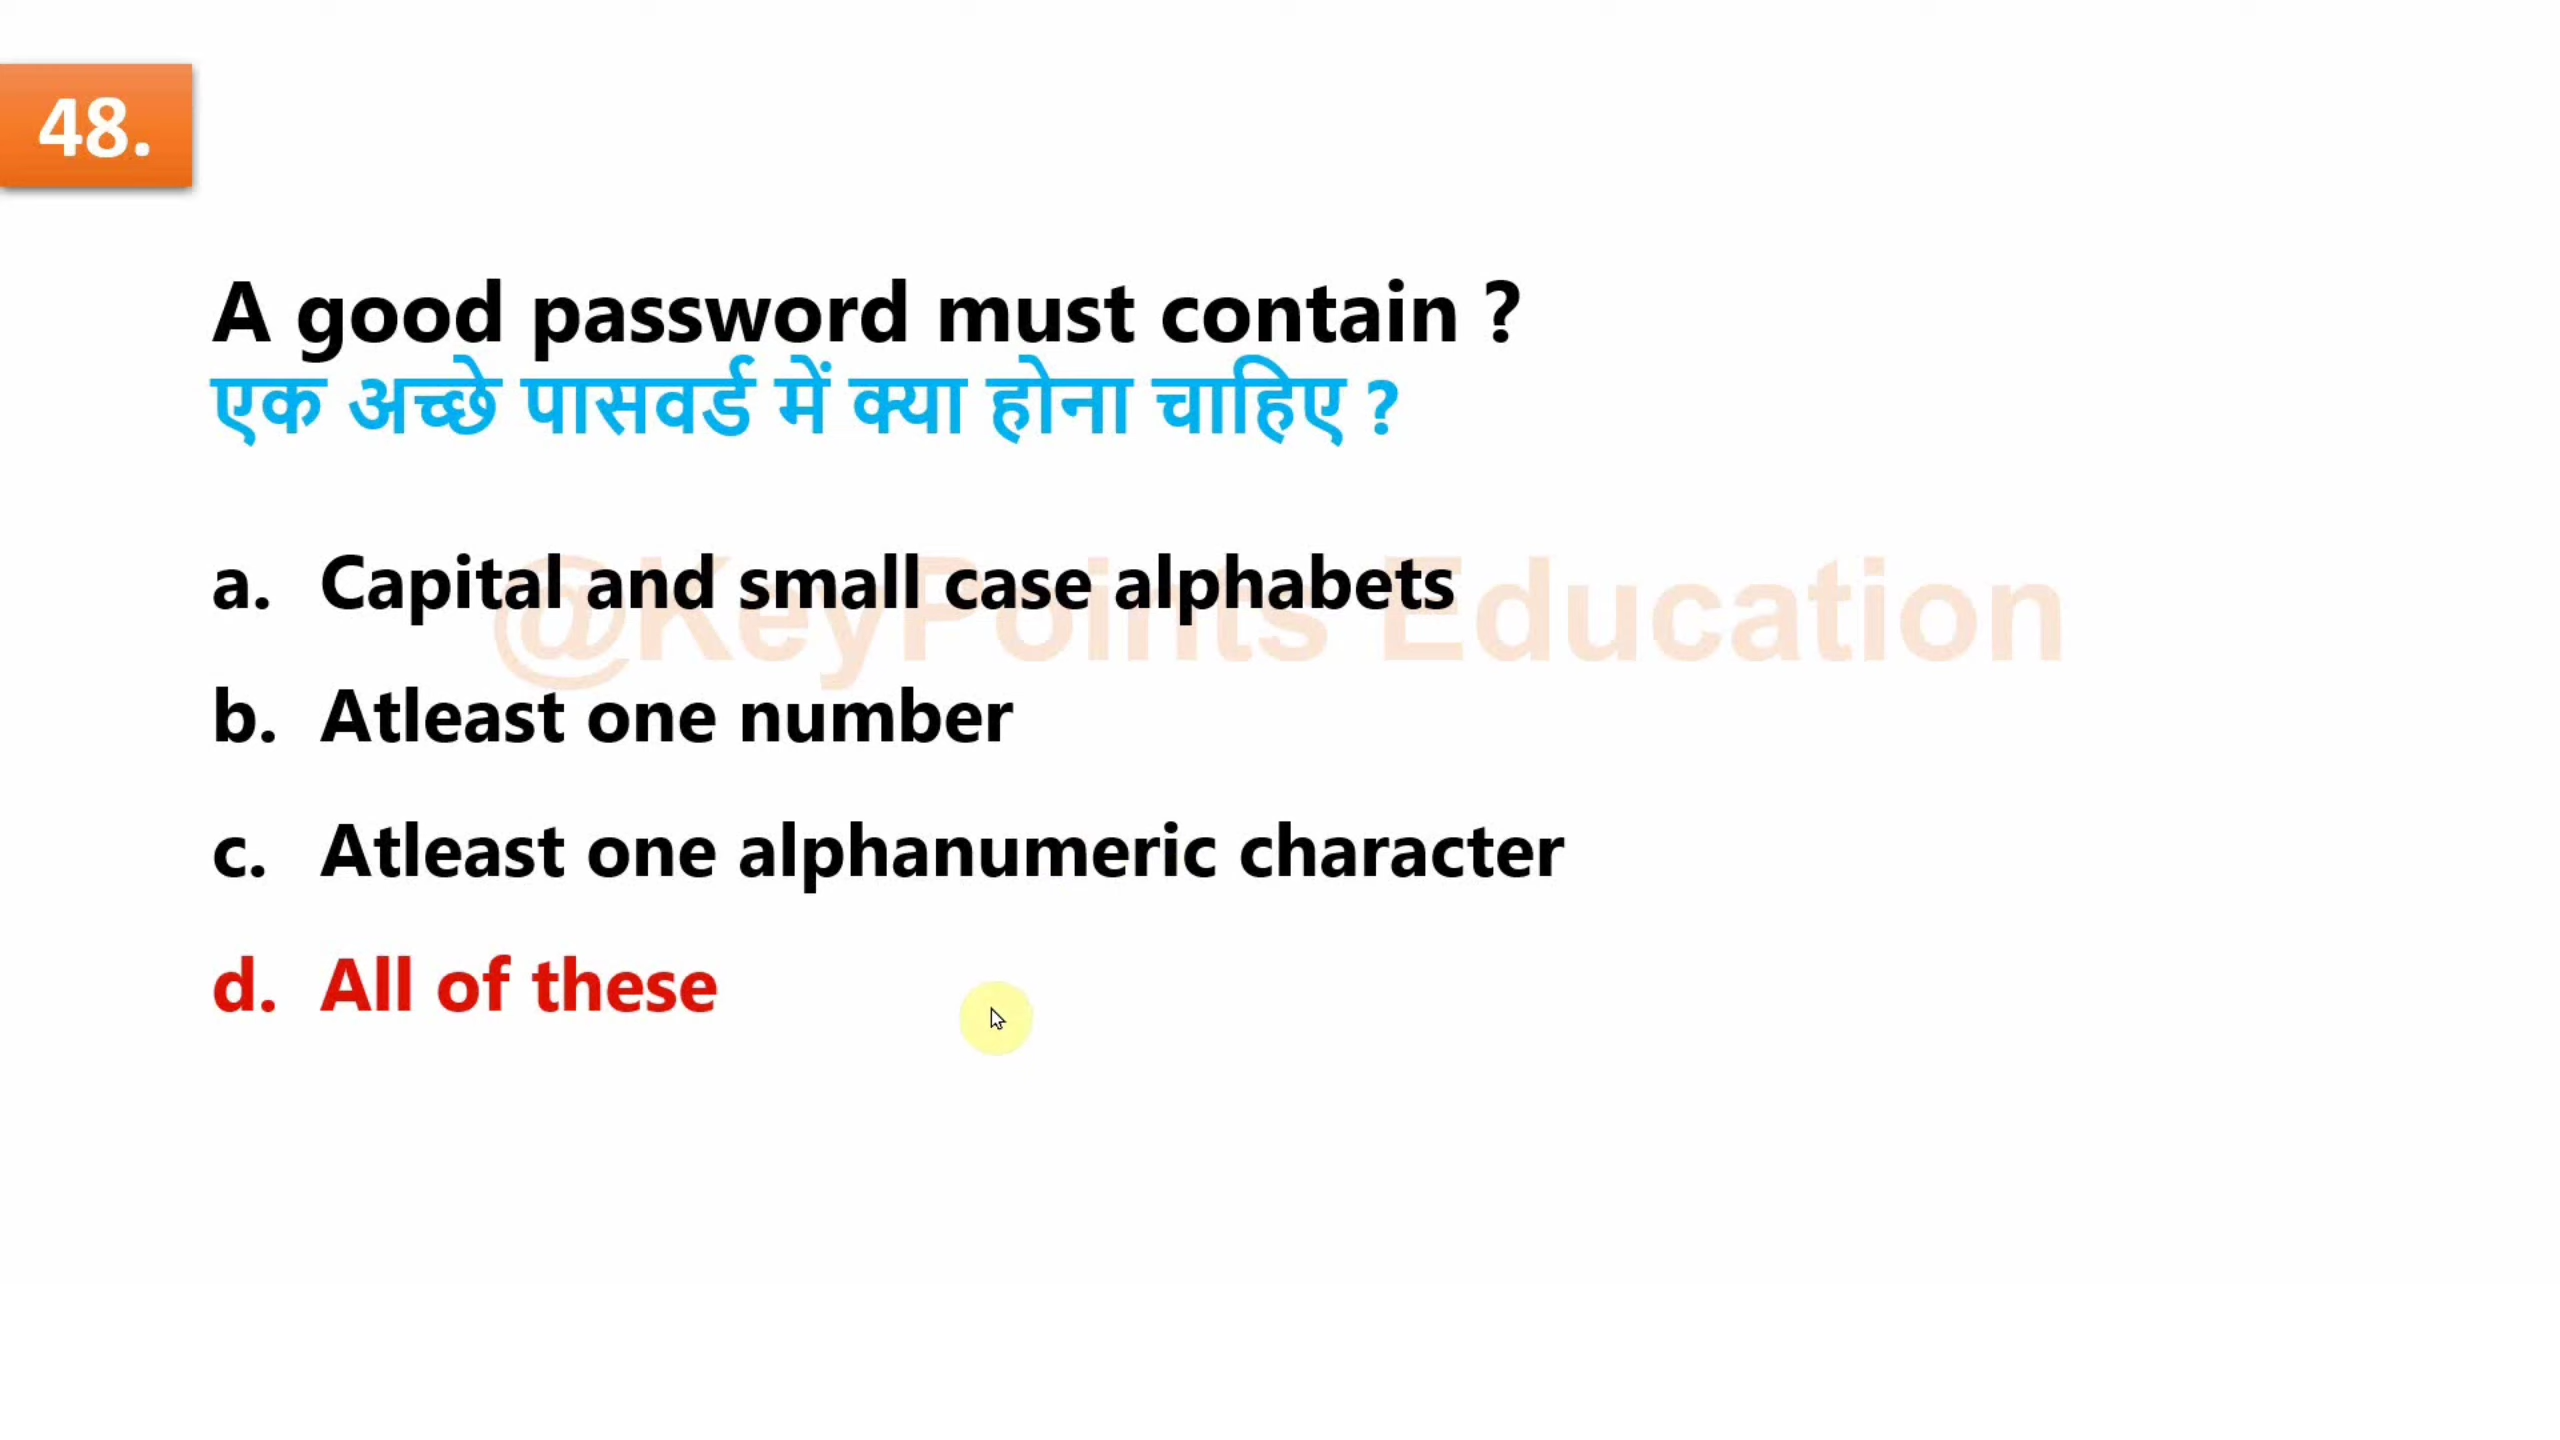 48.
A good password must contain ?
एक अच्छे पासवर्ड में क्या होना चाहिए ?
@KeyPoints Education
a. Capital and small case alphabets
b. Atleast one number
c. Atleast one alphanumeric character
d. All of these